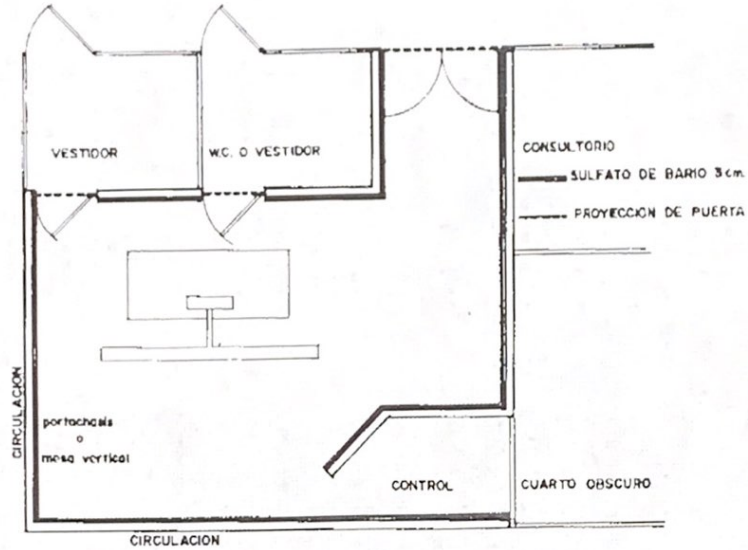 VESTIDOR
W.C. O VESTIDOR
CONSULTORIO
SULFATO DE BARIO 3 cm.
PROYECCION DE PUERTA
CIRCULACION
portachasis
o
mesa vertical
CONTROL
CUARTO OBSCURO
CIRCULACION